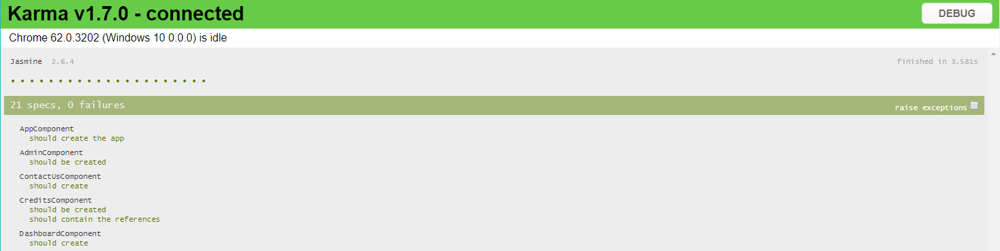 Karma v1.7.0 - connected
DEBUG
Chrome 62.0.3202 (Windows 10 0.0.0) is idle
Jasmine 2.6.4
finished in 3.581s
21 specs, 0 failures
raise exceptions
AppComponent
should create the app
AdminComponent
should be created
ContactUsComponent
should create
CreditsComponent
should be created
should contain the references
DashboardComponent
should create